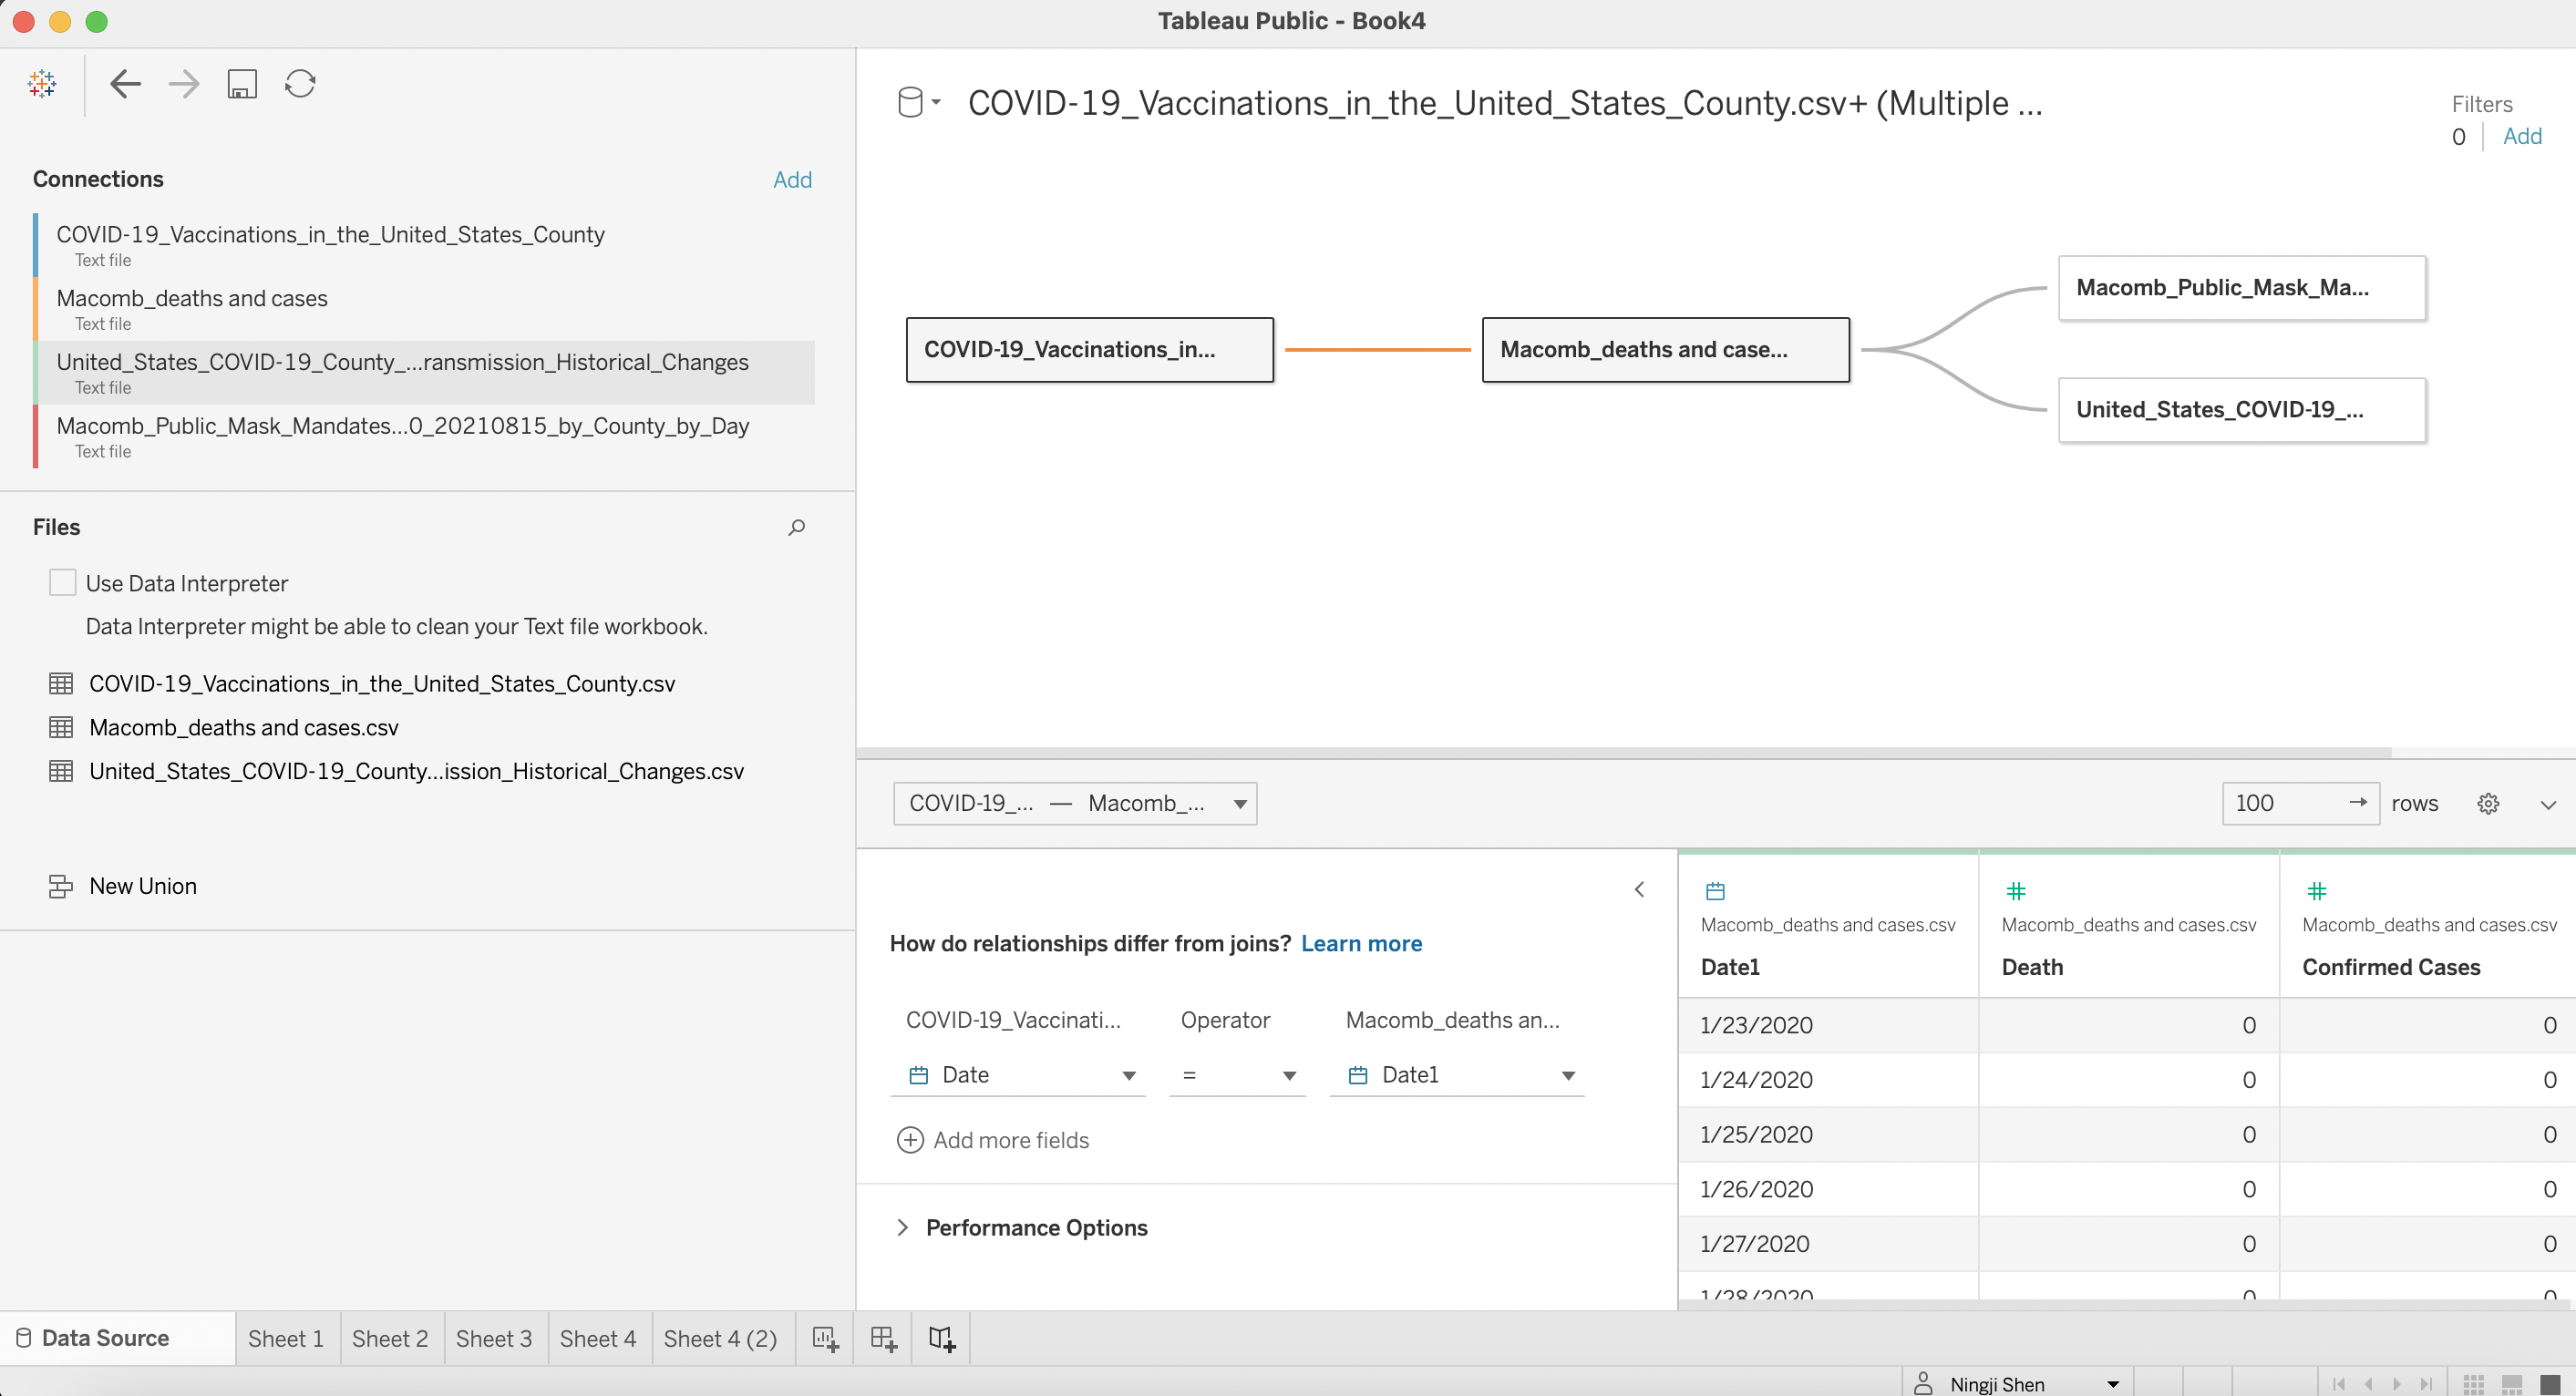 Tableau Public - Book4
Connections
Add
COVID-19_Vaccinations_in_the_United_States_County
Text file
Macomb_deaths and cases
Text file
United_States_COVID-19_County_...ransmission_Historical_Changes
Text file
Macomb_Public_Mask_Mandates...0_20210815_by_County_by_Day
Text file
Files
Use Data Interpreter
Data Interpreter might be able to clean your Text file workbook.
COVID-19_Vaccinations_in_the_United_States_County.csv
Macomb_deaths and cases.csv
United_States_COVID-19_County...ission_Historical_Changes.csv
New Union
COVID-19_Vaccinations_in_the_United_States_County.csv+ (Multiple ...
Filters
0 Add
COVID-19_Vaccinations_in...
Macomb_deaths and case...
Macomb_Public_Mask_Ma...
United_States_COVID-19_...
COVID-19_... — Macomb_...
100 → rows
How do relationships differ from joins? Learn more
COVID-19_Vaccinati... Operator Macomb_deaths an...
Date = Date1
Add more fields
Performance Options
Macomb_deaths and cases.csv Macomb_deaths and cases.csv Macomb_deaths and cases.csv
Date1 Death Confirmed Cases
1/23/2020 0 0
1/24/2020 0 0
1/25/2020 0 0
1/26/2020 0 0
1/27/2020 0 0
1/28/2020 0 0
Data Source Sheet 1 Sheet 2 Sheet 3 Sheet 4 Sheet 4 (2)
Ningji Shen